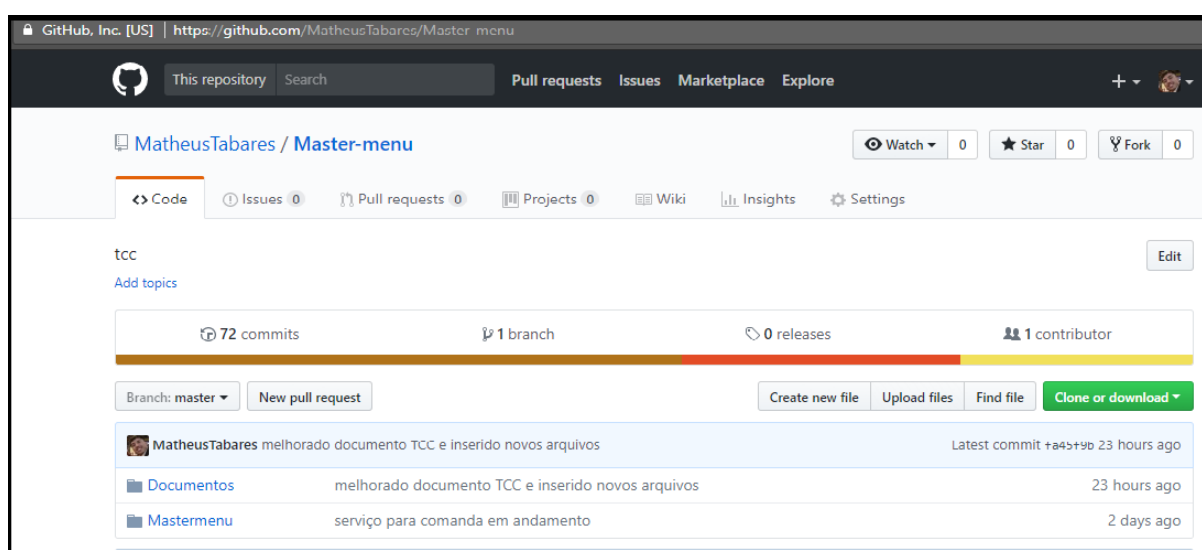 GitHub, Inc. [US] | https://github.com/MatheusTabares/Master-menu
This repository Search Pull requests Issues Marketplace Explore
MatheusTabares / Master-menu Watch 0 Star 0 Fork 0
Code Issues 0 Pull requests 0 Projects 0 Wiki Insights Settings
tcc Edit
Add topics
72 commits 1 branch 0 releases 1 contributor
Branch: master New pull request Create new file Upload files Find file Clone or download
MatheusTabares melhorado documento TCC e inserido novos arquivos Latest commit 23 hours ago
Documentos melhorado documento TCC e inserido novos arquivos 23 hours ago
Mastermenu serviço para comanda em andamento 2 days ago